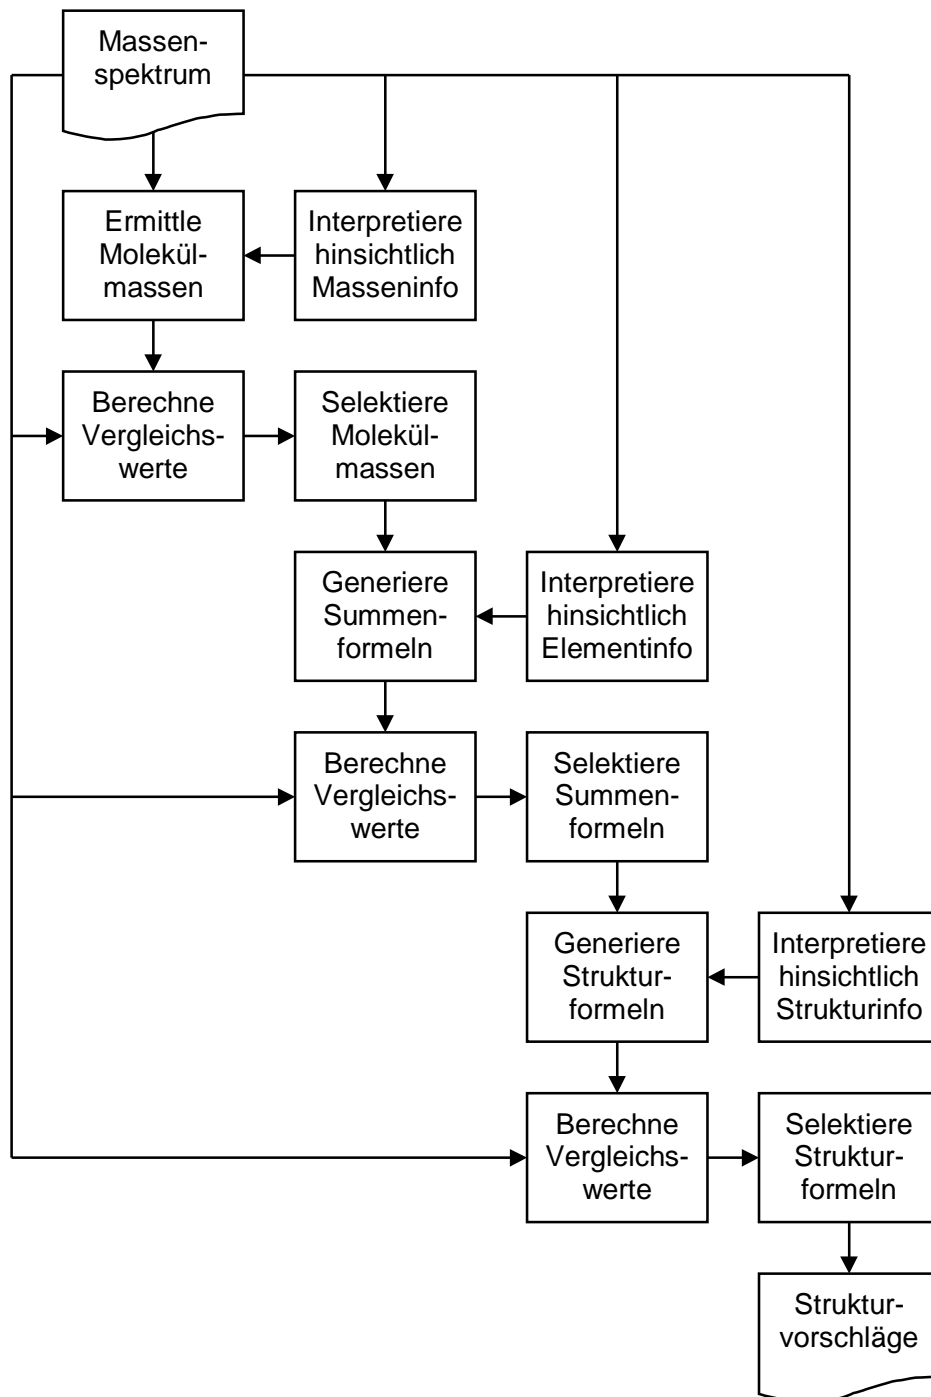 Massen-
spektrum
Ermittle
Molekül-
massen
Interpretiere
hinsichtlich
Masseninfo
Berechne
Vergleichs-
werte
Selektiere
Molekül-
massen
Generiere
Summen-
formeln
Interpretiere
hinsichtlich
Elementinfo
Berechne
Vergleichs-
werte
Selektiere
Summen-
formeln
Generiere
Struktur-
formeln
Interpretiere
hinsichtlich
Strukturinfo
Berechne
Vergleichs-
werte
Selektiere
Struktur-
formeln
Struktur-
vorschläge